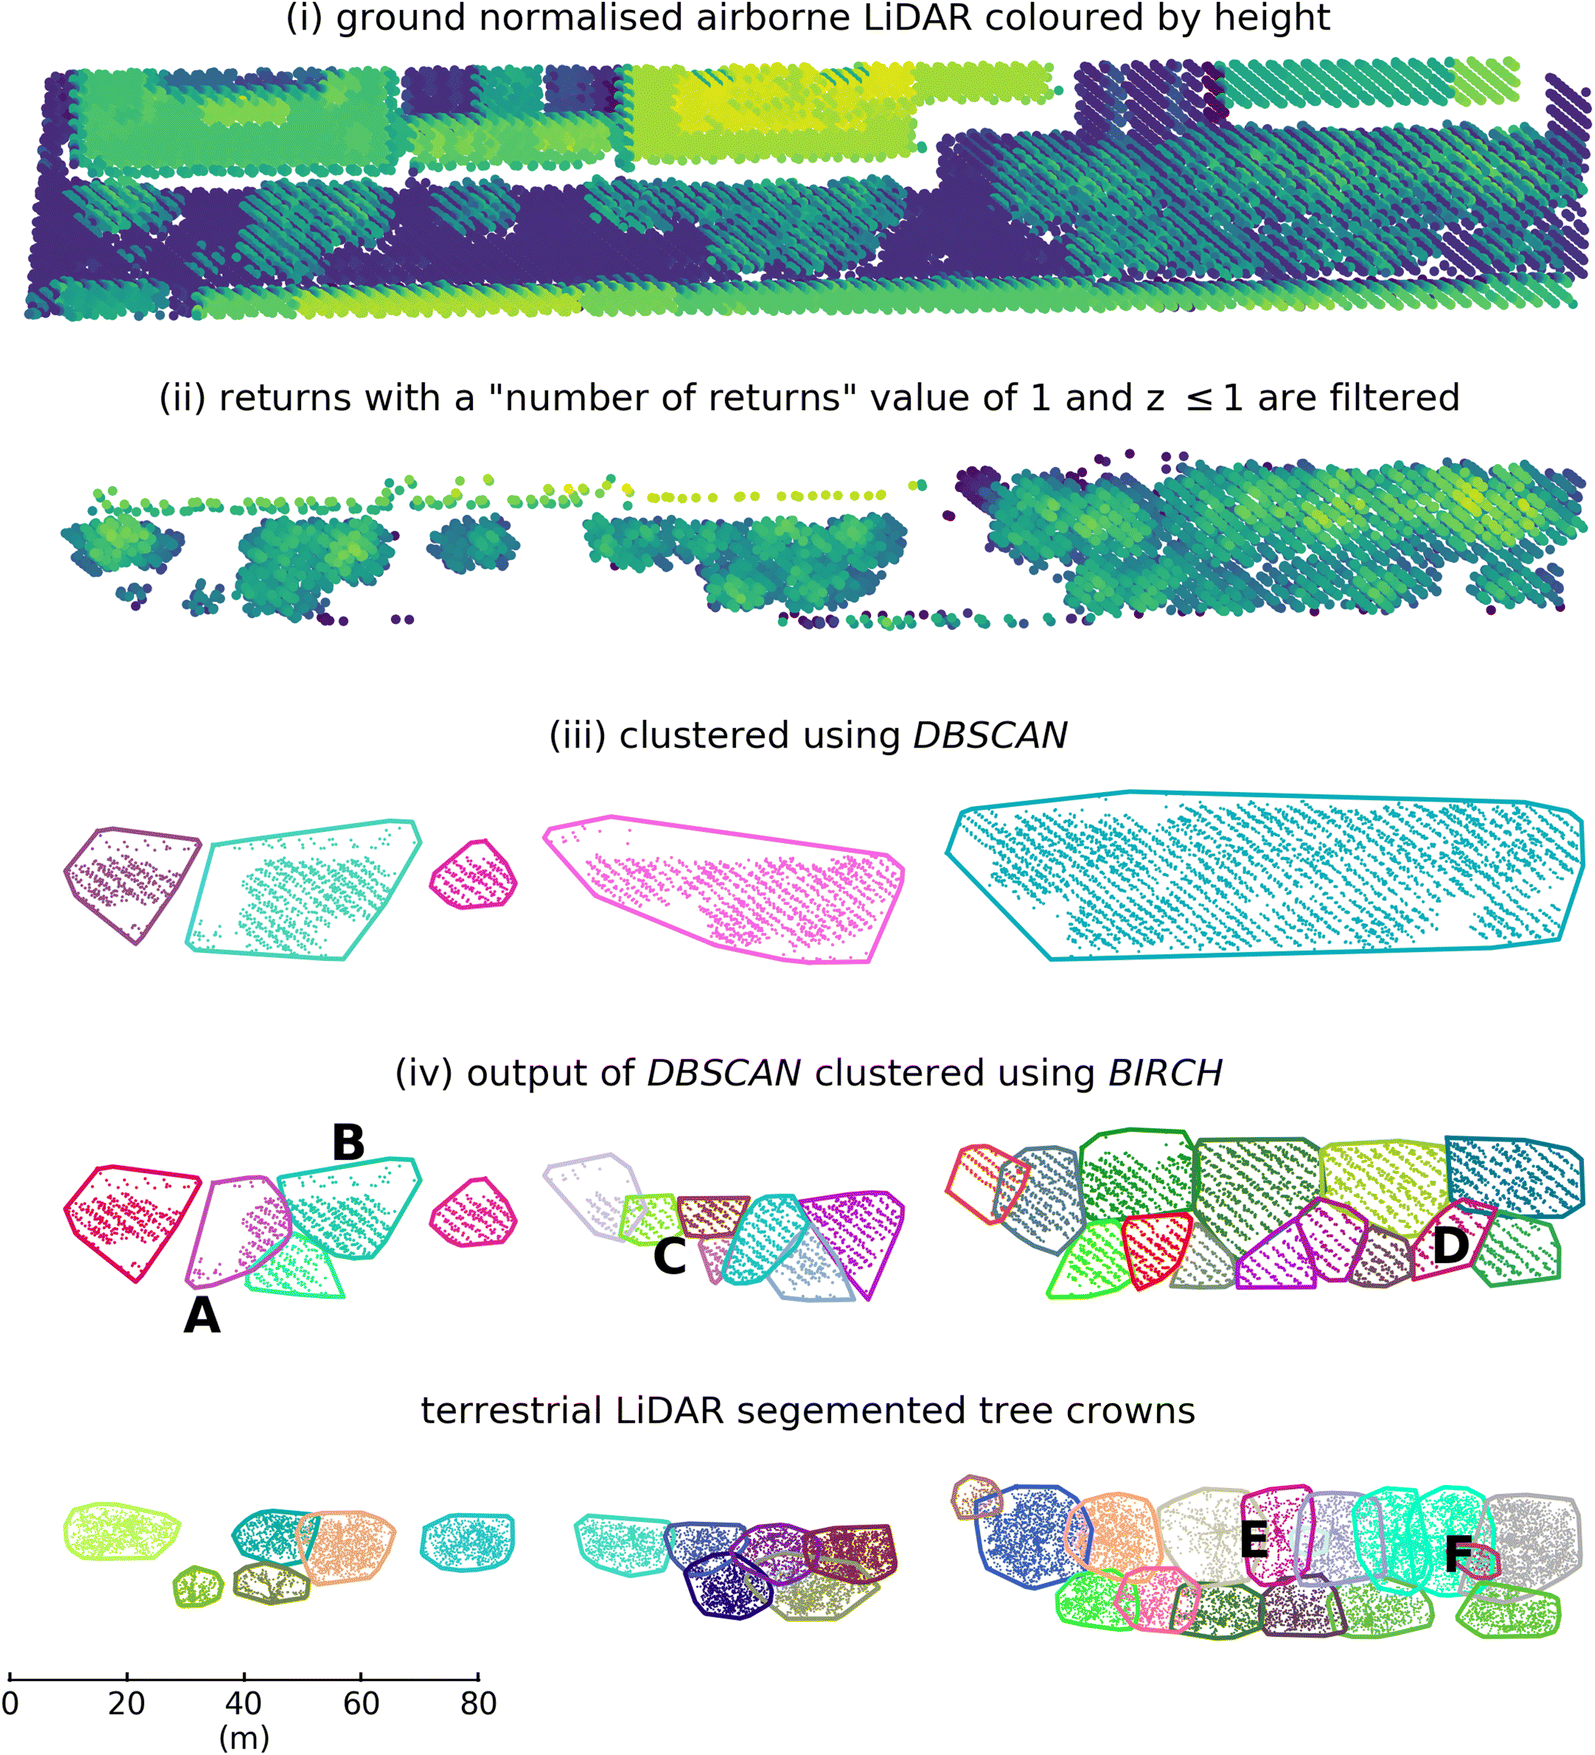 (i) ground normalised airborne LiDAR coloured by height
(ii) returns with a "number of returns" value of 1 and z ≤1 are filtered
(iii) clustered using DBSCAN
(iv) output of DBSCAN clustered using BIRCH
B
C
D
A
terrestrial LiDAR segemented tree crowns
E
F
0 20 40 60 80
(m)